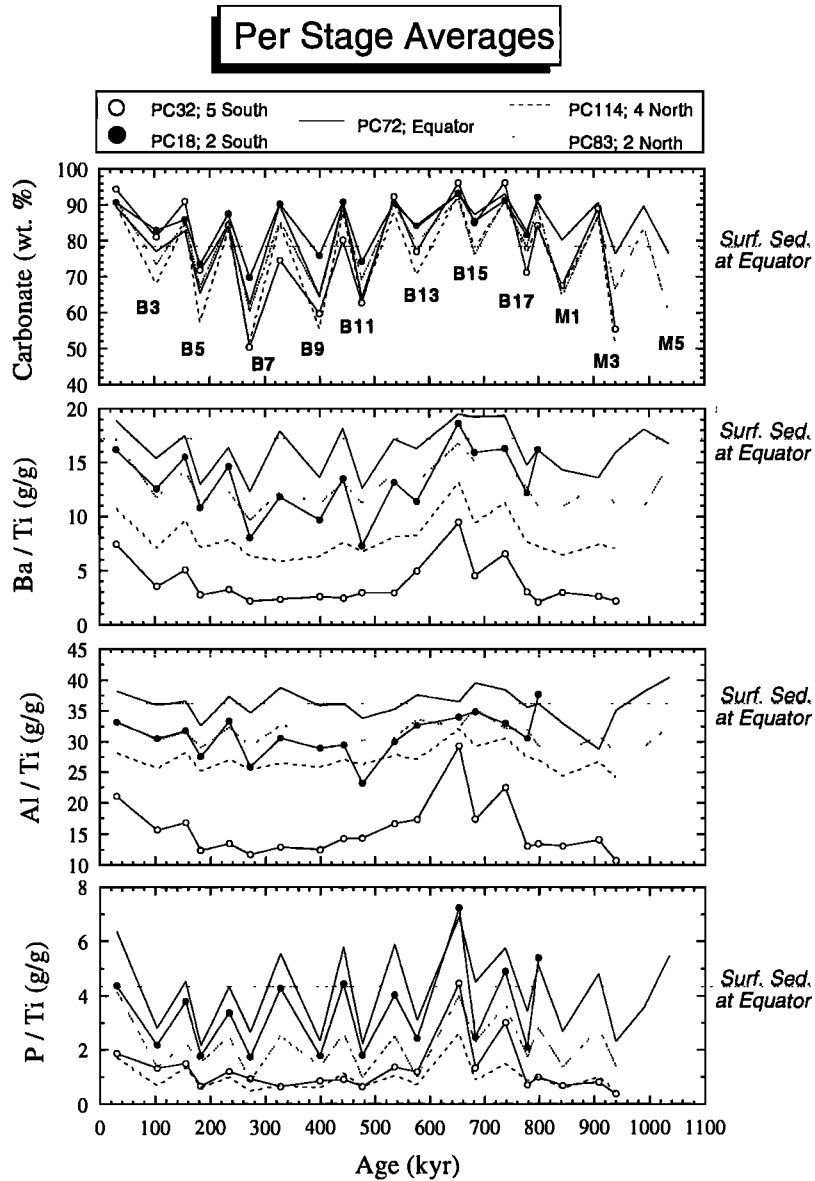 Per Stage Averages
PC32; 5 South
PC18; 2 South
PC72; Equator
PC114; 4 North
PC83; 2 North
Carbonate (wt. %)
100
90
80
70
60
50
40
B3
B5
B7
B9
B11
B13
B15
B17
M1
M3
M5
Surf. Sed.
at Equator
Ba / Ti (g/g)
20
15
10
5
0
Surf. Sed.
at Equator
Al / Ti (g/g)
45
40
35
30
25
20
15
10
Surf. Sed.
at Equator
P / Ti (g/g)
8
6
4
2
0
Surf. Sed.
at Equator
0 100 200 300 400 500 600 700 800 900 1000 1100
Age (kyr)